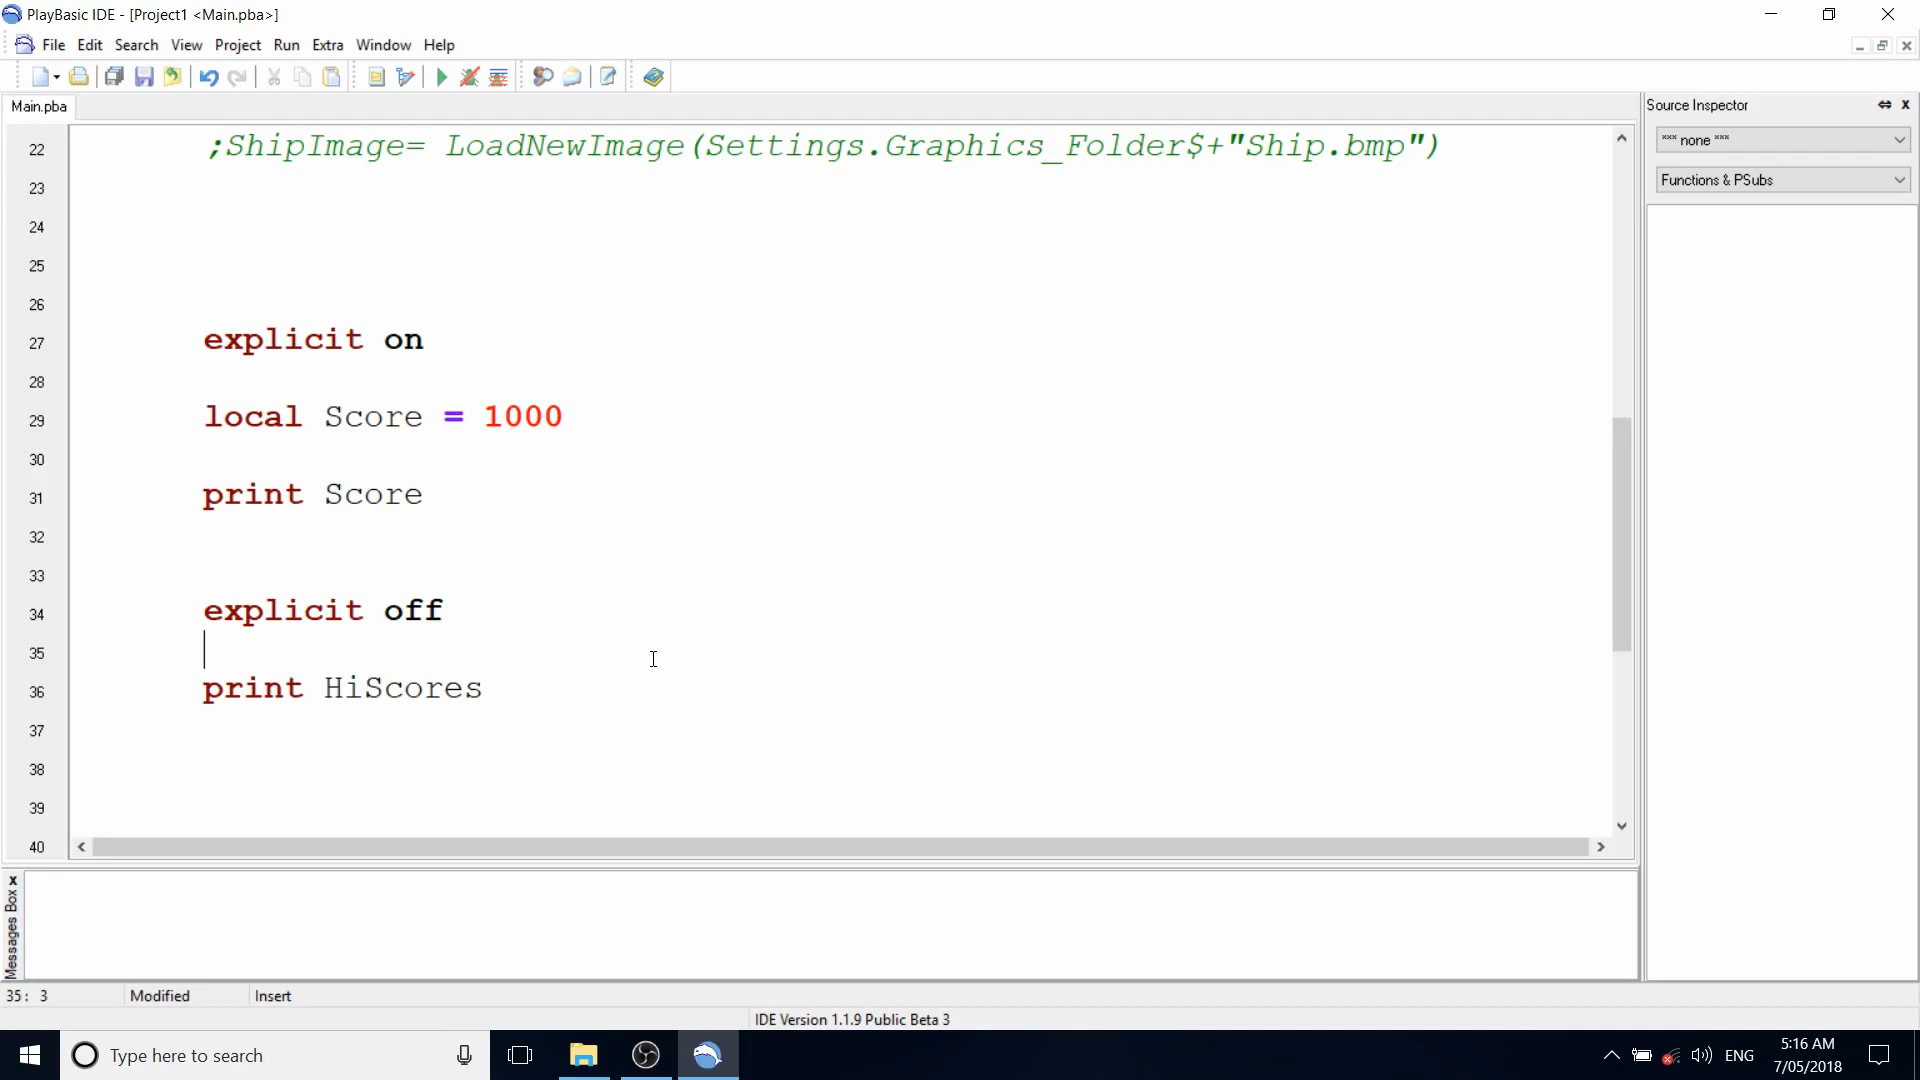 PlayBasic IDE - [Project1 <Main.pba>]
File Edit Search View Project Run Extra Window Help
Main.pba
Source Inspector
*** none ***
Functions & PSubs
22 ;ShipImage= LoadNewImage(Settings.Graphics_Folder$+"Ship.bmp")
23
24
25
26
27 explicit on
28
29 local Score = 1000
30
31 print Score
32
33
34 explicit off
35
36 print HiScores
37
38
39
40
Messages Box
35: 3 Modified Insert
IDE Version 1.1.9 Public Beta 3
Type here to search
ENG
5:16 AM
7/05/2018